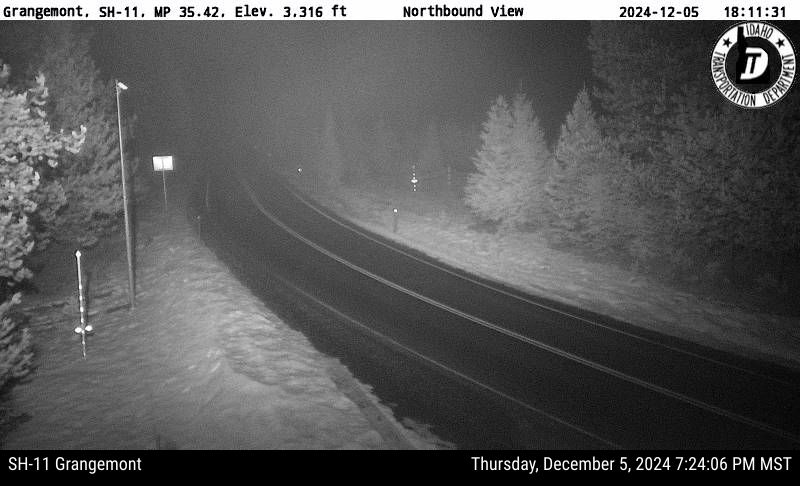 Grangemont, SH-11, MP 35.42, Elev. 3,316 ft Northbound View 2024-12-05 18:11:31
IDAHO
TRANSPORTATION DEPARTMENT
SH-11 Grangemont Thursday, December 5, 2024 7:24:06 PM MST